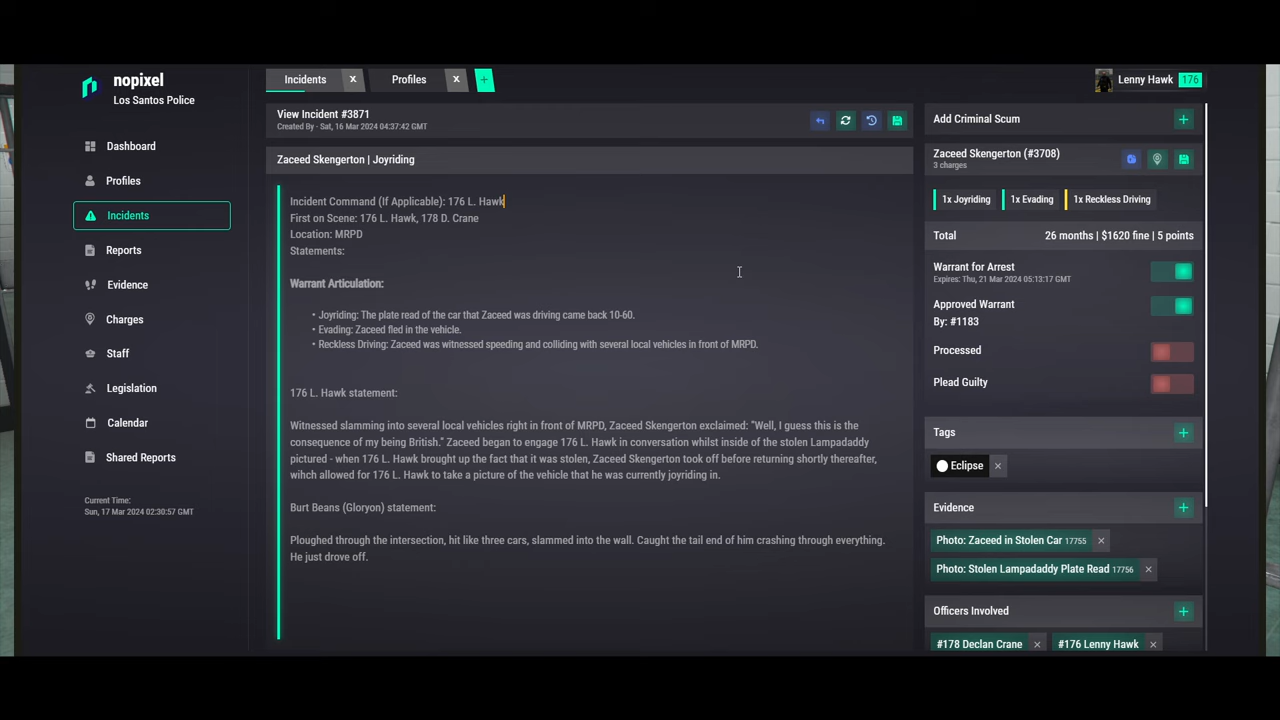 nopixel
Los Santos Police
Dashboard
Profiles
Incidents
Reports
Evidence
Charges
Staff
Legislation
Calendar
Shared Reports
Current Time:
Sun, 17 Mar 2024 02:30:57 GMT
Incidents x Profiles x +
View Incident #3871
Created By · Sat, 16 Mar 2024 04:37:42 GMT
Zaceed Skengerton | Joyriding
Incident Command (If Applicable): 176 L. Hawk
First on Scene: 176 L. Hawk, 178 D. Crane
Location: MRPD
Statements:
Warrant Articulation:
• Joyriding: The plate read of the car that Zaceed was driving came back 10-60.
• Evading: Zaceed fled in the vehicle.
• Reckless Driving: Zaceed was witnessed speeding and colliding with several local vehicles in front of MRPD.
176 L. Hawk statement:
Witnessed slamming into several local vehicles right in front of MRPD, Zaceed Skengerton exclaimed: "Well, I guess this is the
consequence of my being British." Zaceed began to engage 176 L. Hawk in conversation whilst inside of the stolen Lampadaddy
pictured - when 176 L. Hawk brought up the fact that it was stolen, Zaceed Skengerton took off before returning shortly thereafter,
wihch allowed for 176 L. Hawk to take a picture of the vehicle that he was currently joyriding in.
Burt Beans (Gloryon) statement:
Ploughed through the intersection, hit like three cars, slammed into the wall. Caught the tail end of him crashing through everything.
He just drove off.
Lenny Hawk 176
Add Criminal Scum +
Zaceed Skengerton (#3708)
3 charges
1x Joyriding 1x Evading 1x Reckless Driving
Total 26 months | $1620 fine | 5 points
Warrant for Arrest
Expires: Thu, 21 Mar 2024 05:13:17 GMT
Approved Warrant
By: #1183
Processed
Plead Guilty
Tags +
Eclipse x
Evidence +
Photo: Zaceed in Stolen Car 17755 x
Photo: Stolen Lampadaddy Plate Read 17756 x
Officers Involved +
#178 Declan Crane x #176 Lenny Hawk x